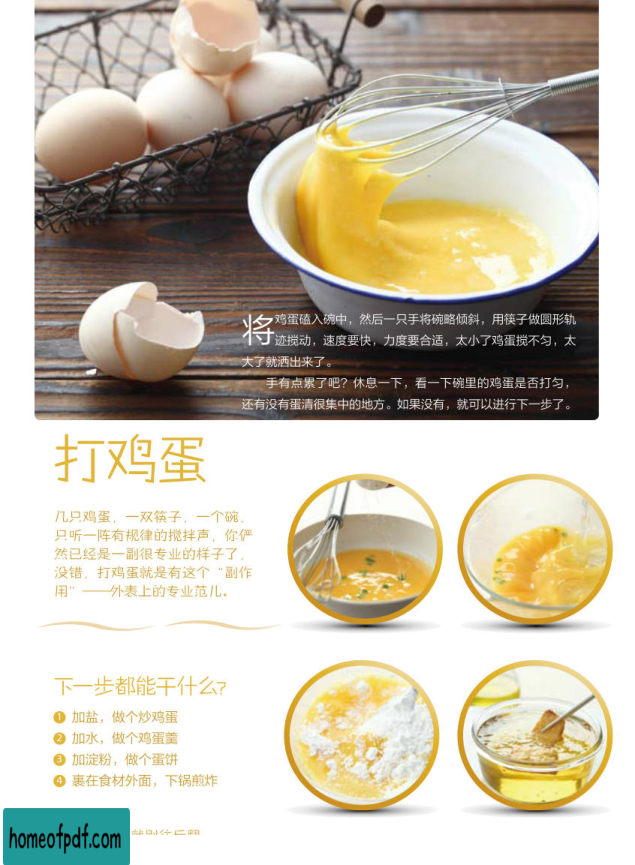 将鸡蛋磕入碗中，然后一只手将碗略倾斜，用筷子做圆形轨
迹搅动，速度要快，力度要合适，太小了鸡蛋搅不匀，太
大了就洒出来了。
手有点累了吧？休息一下，看一下碗里的鸡蛋是否打匀，
还有没有蛋清很集中的地方。如果没有，就可以进行下一步了。
打鸡蛋
几只鸡蛋，一双筷子，一个碗，
只听一阵有规律的搅拌声，你俨
然已经是一副很专业的样子了，
没错，打鸡蛋就是有这个“副作
用”——外表上的专业范儿。
下一步都能干什么？
1 加盐，做个炒鸡蛋
2 加水，做个鸡蛋羹
3 加淀粉，做个蛋饼
4 裹在食材外面，下锅煎炸
homeofpdf.com